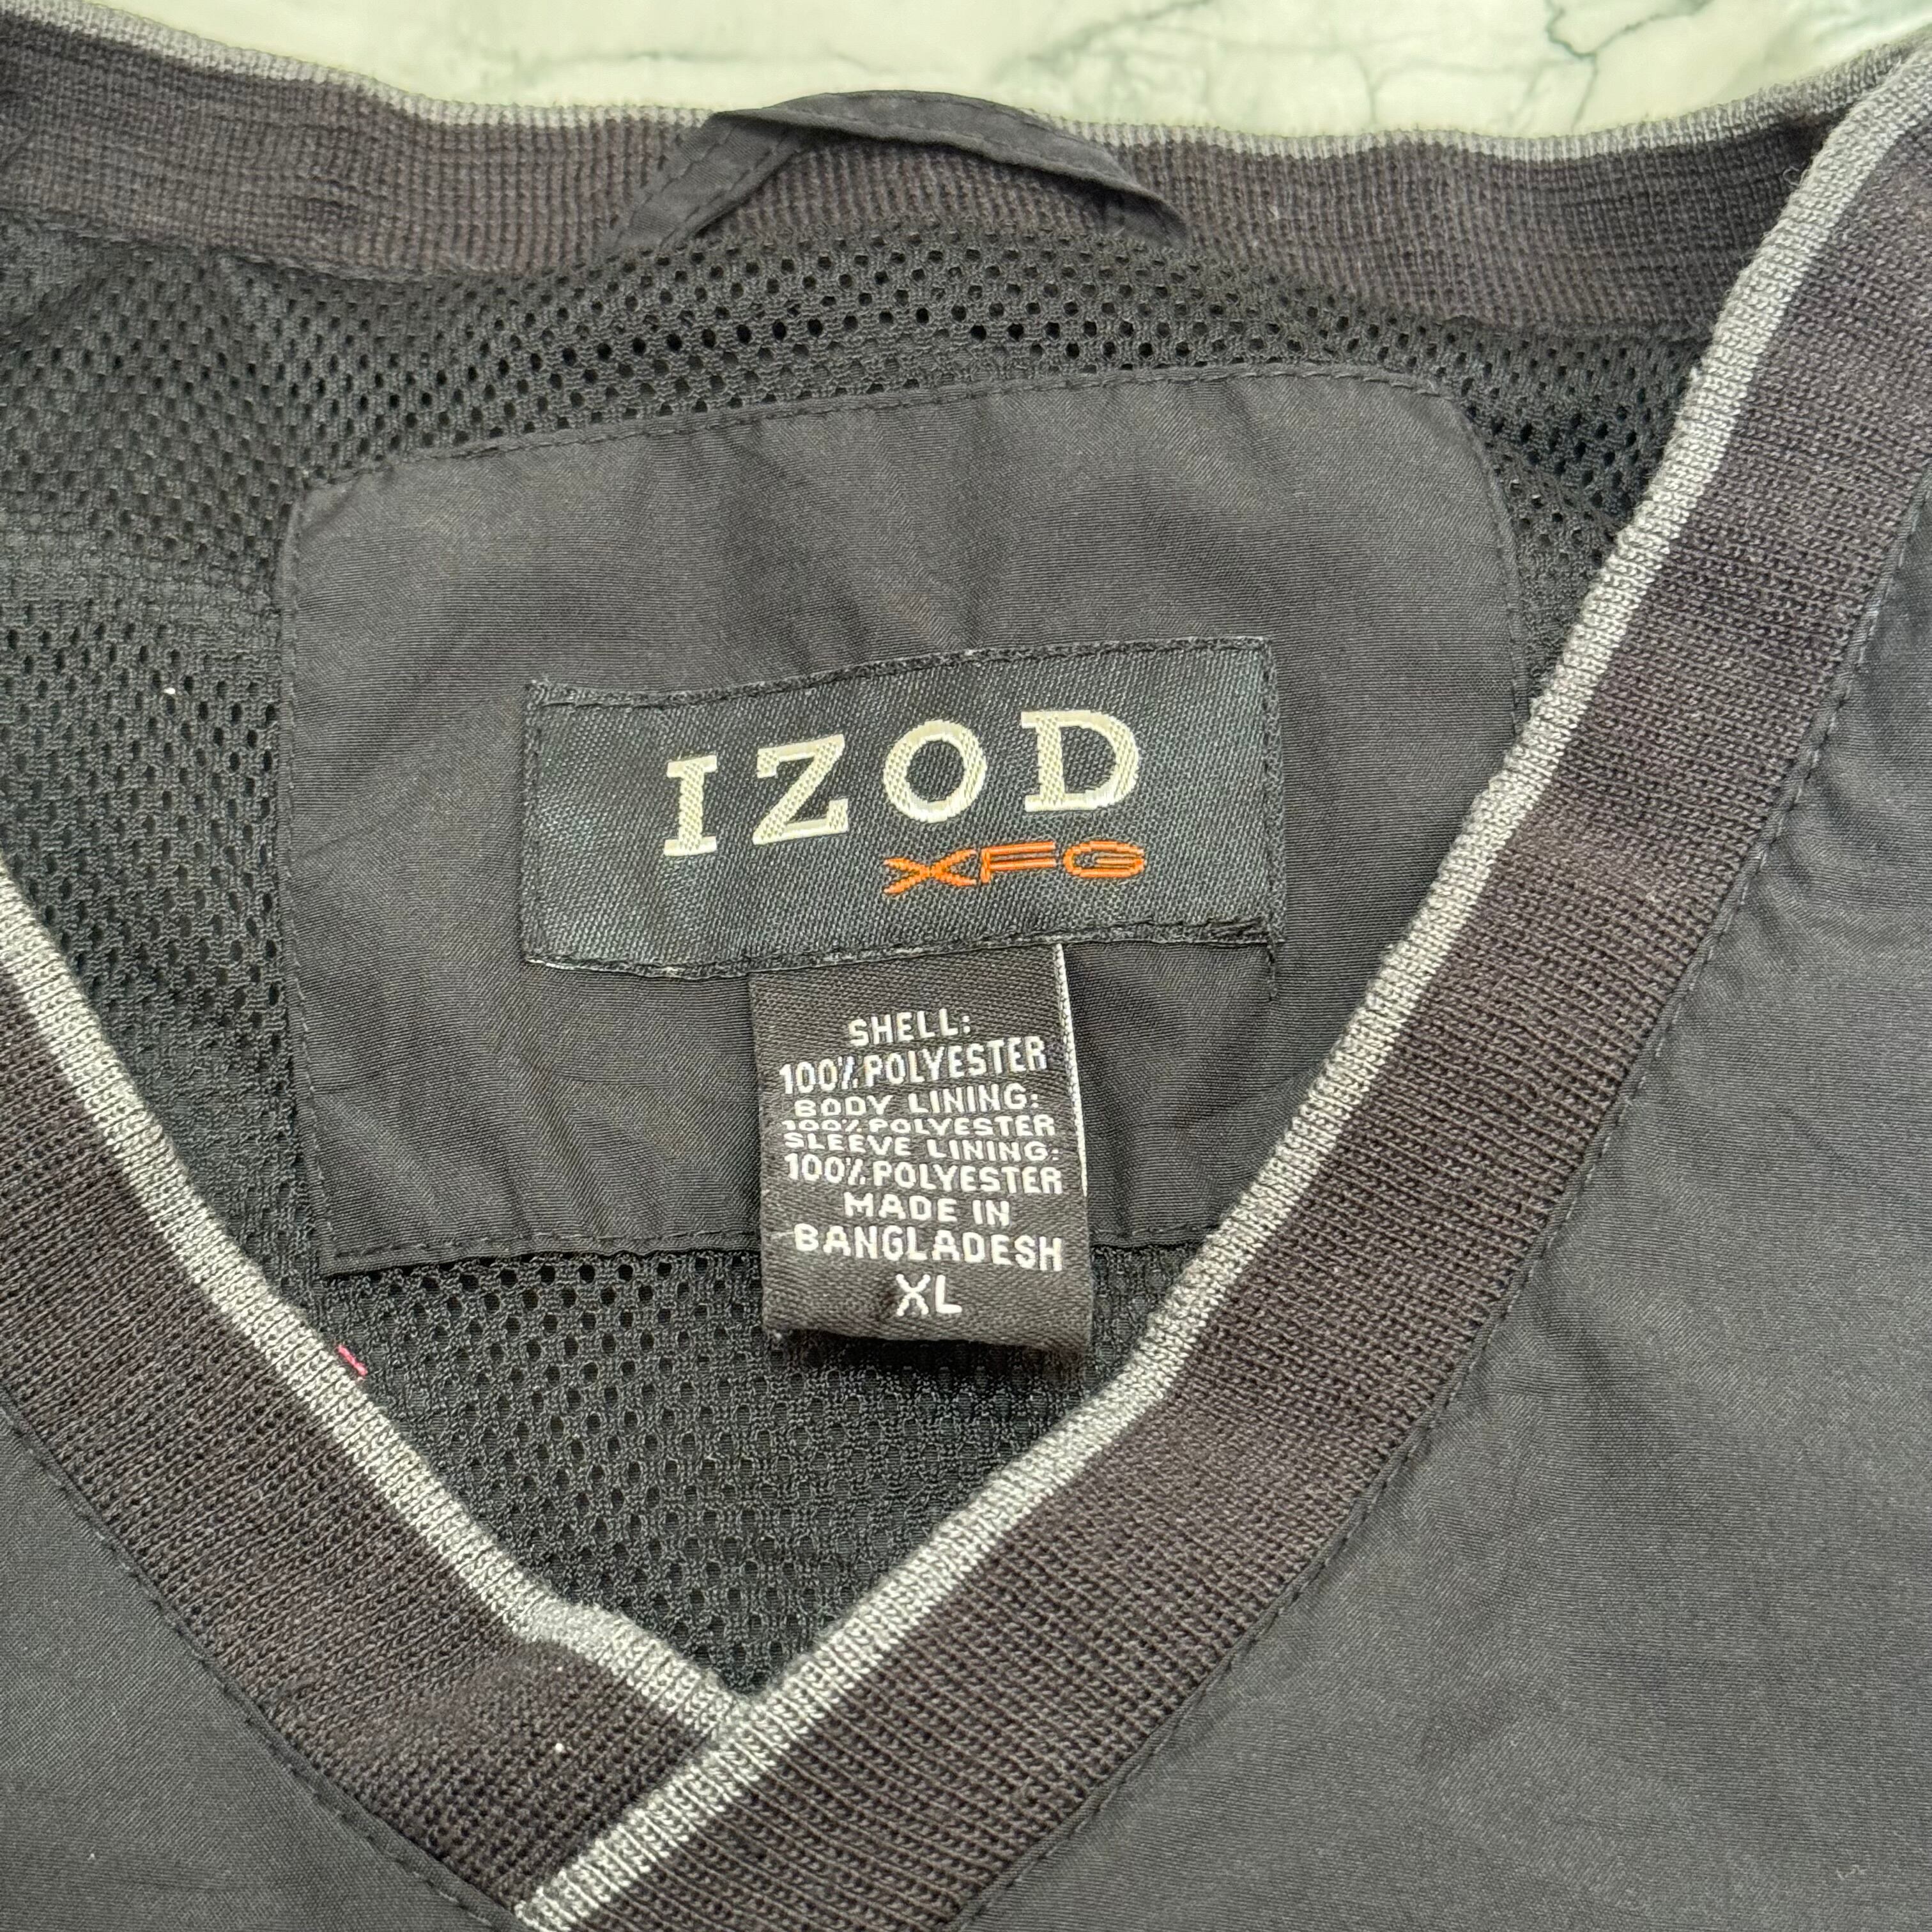 IZOD
XFG
SHELL:
100% POLYESTER
BODY LINING:
100% POLYESTER
SLEEVE LINING:
100% POLYESTER
MADE IN
BANGLADESH
XL